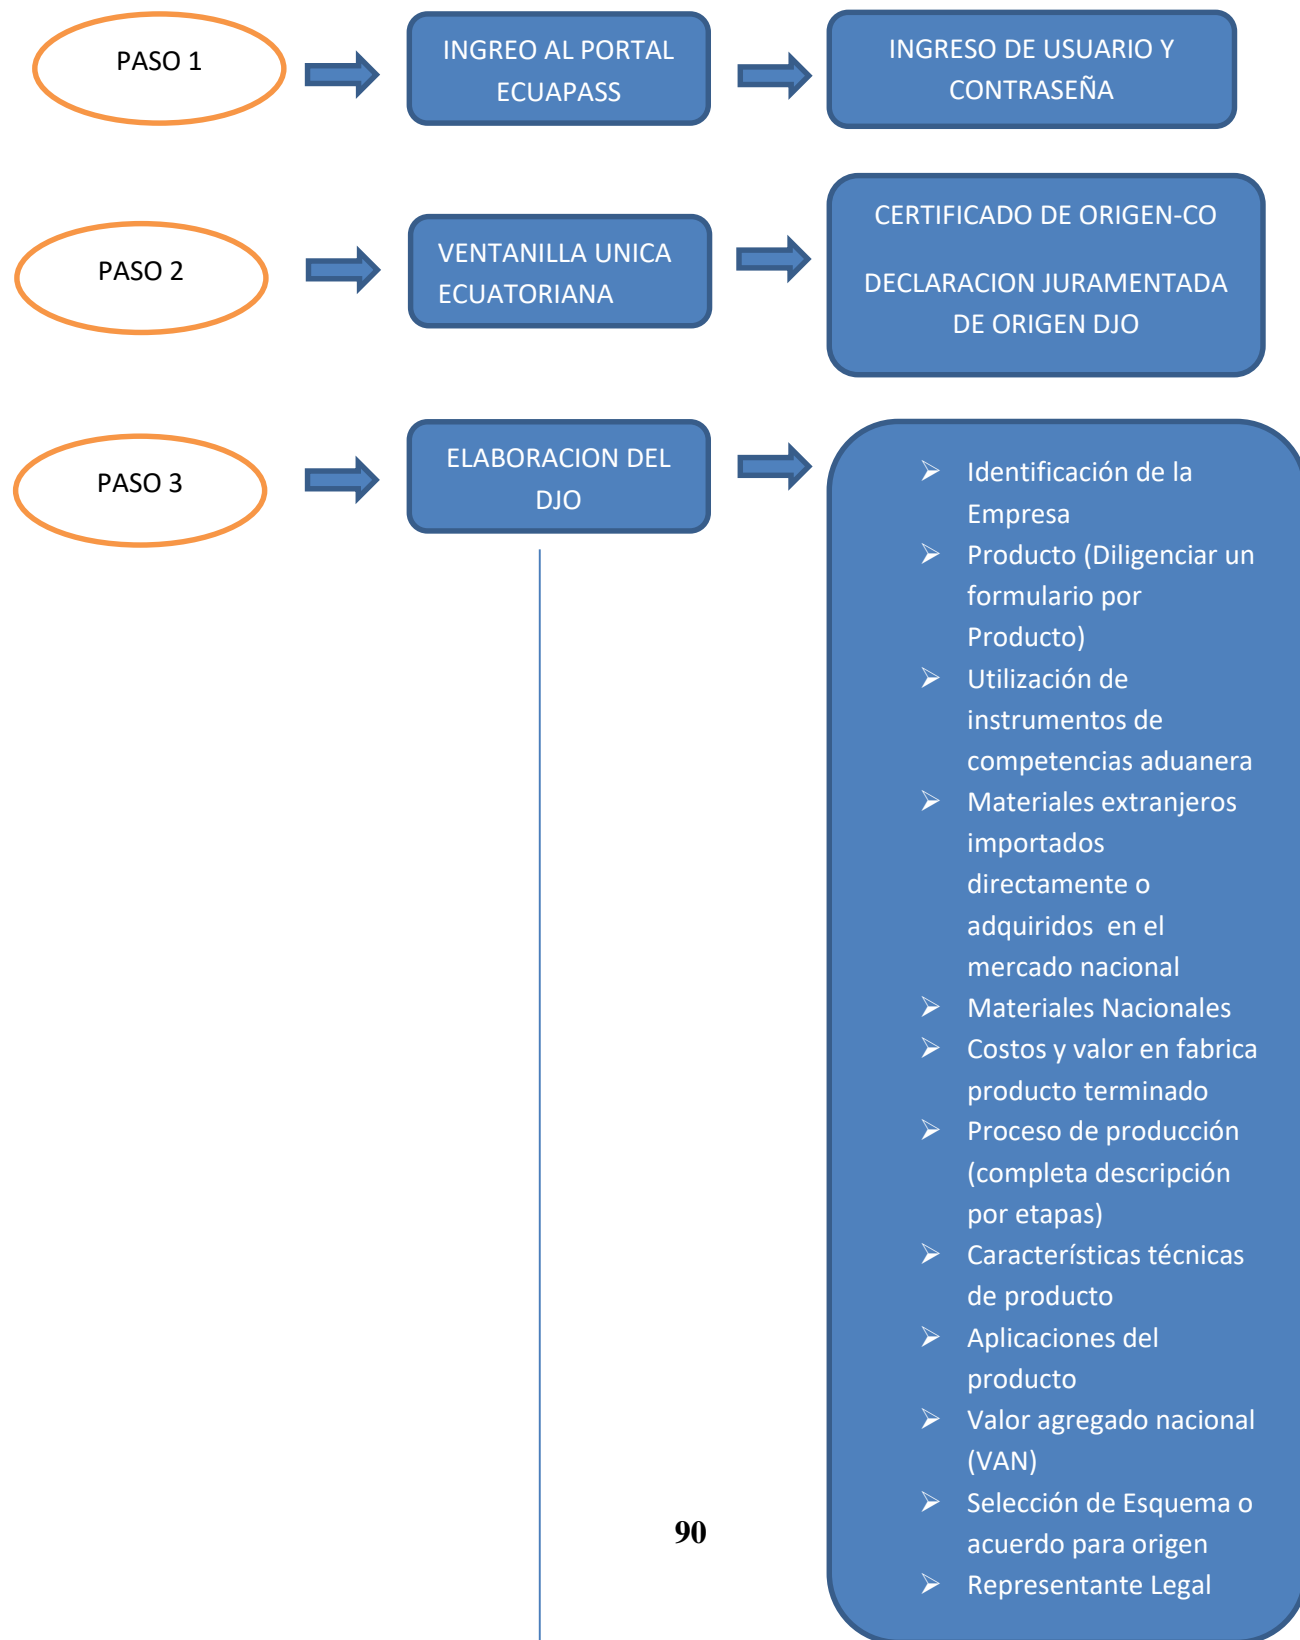 PASO 1
INGREO AL PORTAL
ECUAPASS
INGRESO DE USUARIO Y
CONTRASEÑA
PASO 2
VENTANILLA UNICA
ECUATORIANA
CERTIFICADO DE ORIGEN-CO
DECLARACION JURAMENTADA
DE ORIGEN DJO
PASO 3
ELABORACION DEL
DJO
➢ Identificación de la
Empresa
➢ Producto (Diligenciar un
formulario por
Producto)
➢ Utilización de
instrumentos de
competencias aduanera
➢ Materiales extranjeros
importados
directamente o
adquiridos en el
mercado nacional
➢ Materiales Nacionales
➢ Costos y valor en fabrica
producto terminado
➢ Proceso de producción
(completa descripción
por etapas)
➢ Características técnicas
de producto
➢ Aplicaciones del
producto
➢ Valor agregado nacional
(VAN)
➢ Selección de Esquema o
acuerdo para origen
➢ Representante Legal
90